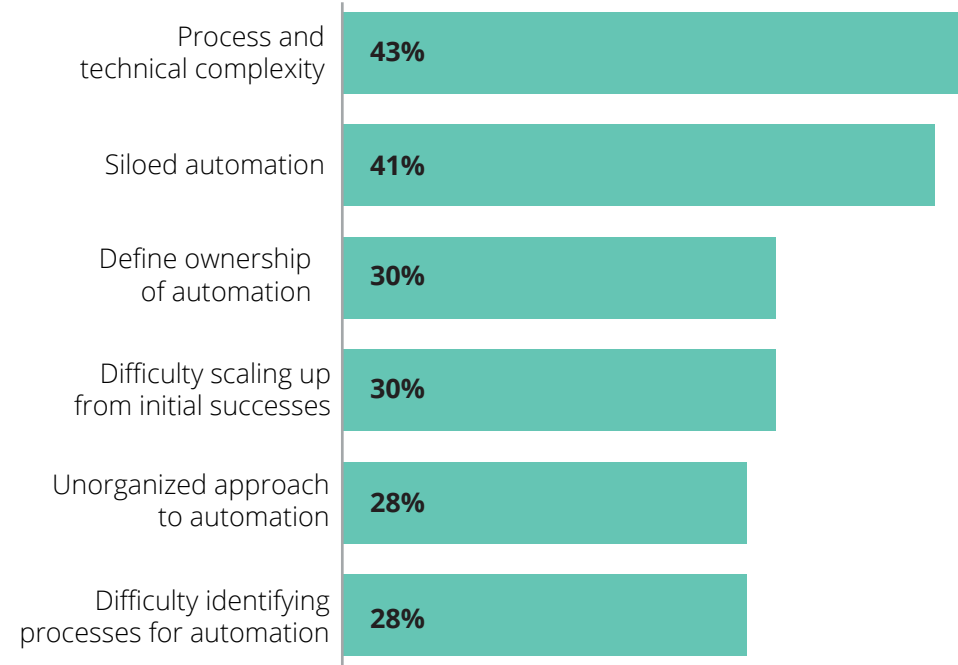 Process and
technical complexity
43%
Siloed automation
41%
Define ownership
of automation
30%
Difficulty scaling up
from initial successes
30%
Unorganized approach
to automation
28%
Difficulty identifying
processes for automation
28%